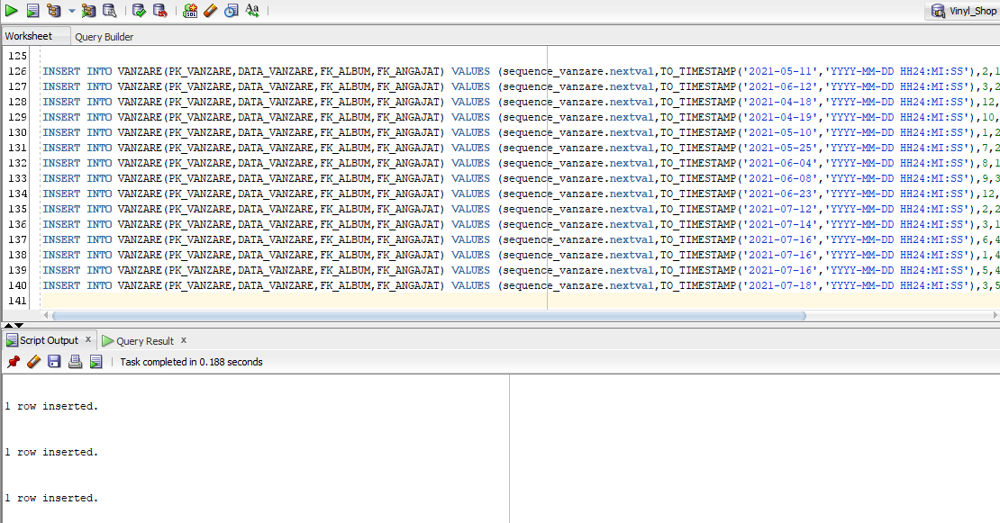 Vinyl_Shop
Worksheet Query Builder
125
126 INSERT INTO VANZARE(PK_VANZARE,DATA_VANZARE,FK_ALBUM,FK_ANGAJAT) VALUES (sequence_vanzare.nextval,TO_TIMESTAMP('2021-05-11','YYYY-MM-DD HH24:MI:SS'),2,1
127 INSERT INTO VANZARE(PK_VANZARE,DATA_VANZARE,FK_ALBUM,FK_ANGAJAT) VALUES (sequence_vanzare.nextval,TO_TIMESTAMP('2021-06-12','YYYY-MM-DD HH24:MI:SS'),3,2
128 INSERT INTO VANZARE(PK_VANZARE,DATA_VANZARE,FK_ALBUM,FK_ANGAJAT) VALUES (sequence_vanzare.nextval,TO_TIMESTAMP('2021-04-18','YYYY-MM-DD HH24:MI:SS'),12,
129 INSERT INTO VANZARE(PK_VANZARE,DATA_VANZARE,FK_ALBUM,FK_ANGAJAT) VALUES (sequence_vanzare.nextval,TO_TIMESTAMP('2021-04-19','YYYY-MM-DD HH24:MI:SS'),10,
130 INSERT INTO VANZARE(PK_VANZARE,DATA_VANZARE,FK_ALBUM,FK_ANGAJAT) VALUES (sequence_vanzare.nextval,TO_TIMESTAMP('2021-05-10','YYYY-MM-DD HH24:MI:SS'),1,2
131 INSERT INTO VANZARE(PK_VANZARE,DATA_VANZARE,FK_ALBUM,FK_ANGAJAT) VALUES (sequence_vanzare.nextval,TO_TIMESTAMP('2021-05-25','YYYY-MM-DD HH24:MI:SS'),7,2
132 INSERT INTO VANZARE(PK_VANZARE,DATA_VANZARE,FK_ALBUM,FK_ANGAJAT) VALUES (sequence_vanzare.nextval,TO_TIMESTAMP('2021-06-04','YYYY-MM-DD HH24:MI:SS'),8,1
133 INSERT INTO VANZARE(PK_VANZARE,DATA_VANZARE,FK_ALBUM,FK_ANGAJAT) VALUES (sequence_vanzare.nextval,TO_TIMESTAMP('2021-06-08','YYYY-MM-DD HH24:MI:SS'),9,3
134 INSERT INTO VANZARE(PK_VANZARE,DATA_VANZARE,FK_ALBUM,FK_ANGAJAT) VALUES (sequence_vanzare.nextval,TO_TIMESTAMP('2021-06-23','YYYY-MM-DD HH24:MI:SS'),12,
135 INSERT INTO VANZARE(PK_VANZARE,DATA_VANZARE,FK_ALBUM,FK_ANGAJAT) VALUES (sequence_vanzare.nextval,TO_TIMESTAMP('2021-07-12','YYYY-MM-DD HH24:MI:SS'),2,2
136 INSERT INTO VANZARE(PK_VANZARE,DATA_VANZARE,FK_ALBUM,FK_ANGAJAT) VALUES (sequence_vanzare.nextval,TO_TIMESTAMP('2021-07-14','YYYY-MM-DD HH24:MI:SS'),3,1
137 INSERT INTO VANZARE(PK_VANZARE,DATA_VANZARE,FK_ALBUM,FK_ANGAJAT) VALUES (sequence_vanzare.nextval,TO_TIMESTAMP('2021-07-16','YYYY-MM-DD HH24:MI:SS'),6,4
138 INSERT INTO VANZARE(PK_VANZARE,DATA_VANZARE,FK_ALBUM,FK_ANGAJAT) VALUES (sequence_vanzare.nextval,TO_TIMESTAMP('2021-07-16','YYYY-MM-DD HH24:MI:SS'),1,4
139 INSERT INTO VANZARE(PK_VANZARE,DATA_VANZARE,FK_ALBUM,FK_ANGAJAT) VALUES (sequence_vanzare.nextval,TO_TIMESTAMP('2021-07-16','YYYY-MM-DD HH24:MI:SS'),5,4
140 INSERT INTO VANZARE(PK_VANZARE,DATA_VANZARE,FK_ALBUM,FK_ANGAJAT) VALUES (sequence_vanzare.nextval,TO_TIMESTAMP('2021-07-18','YYYY-MM-DD HH24:MI:SS'),3,5
141
Script Output x Query Result x
Task completed in 0.188 seconds
1 row inserted.
1 row inserted.
1 row inserted.